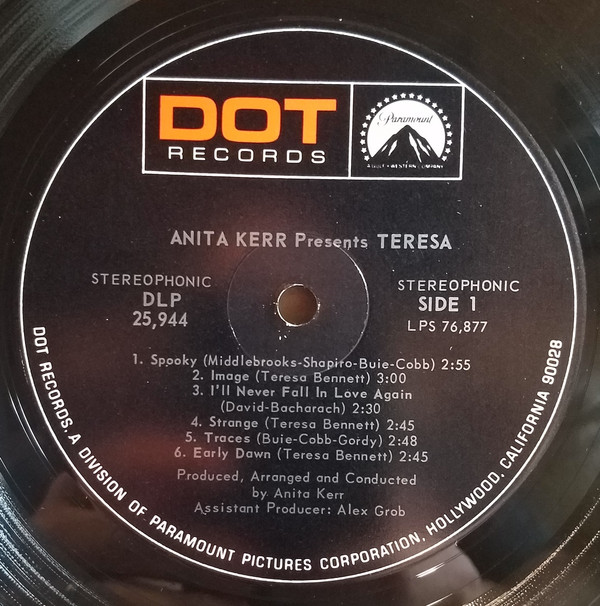 DOT
RECORDS
Paramount
A GULF + WESTERN COMPANY
ANITA KERR Presents TERESA
STEREOPHONIC
DLP
25,944
STEREOPHONIC
SIDE 1
LPS 76,877
1. Spooky (Middlebrooks-Shapiro-Buie-Cobb) 2:55
2. Image (Teresa Bennett) 3:00
3. I'll Never Fall In Love Again
(David-Bacharach) 2:30
4. Strange (Teresa Bennett) 2:45
5. Traces (Buie-Cobb-Gordy) 2:48
6. Early Dawn (Teresa Bennett) 2:45
Produced, Arranged and Conducted
by Anita Kerr
Assistant Producer: Alex Grob
DOT RECORDS, A DIVISION OF PARAMOUNT PICTURES CORPORATION, HOLLYWOOD, CALIFORNIA 90028